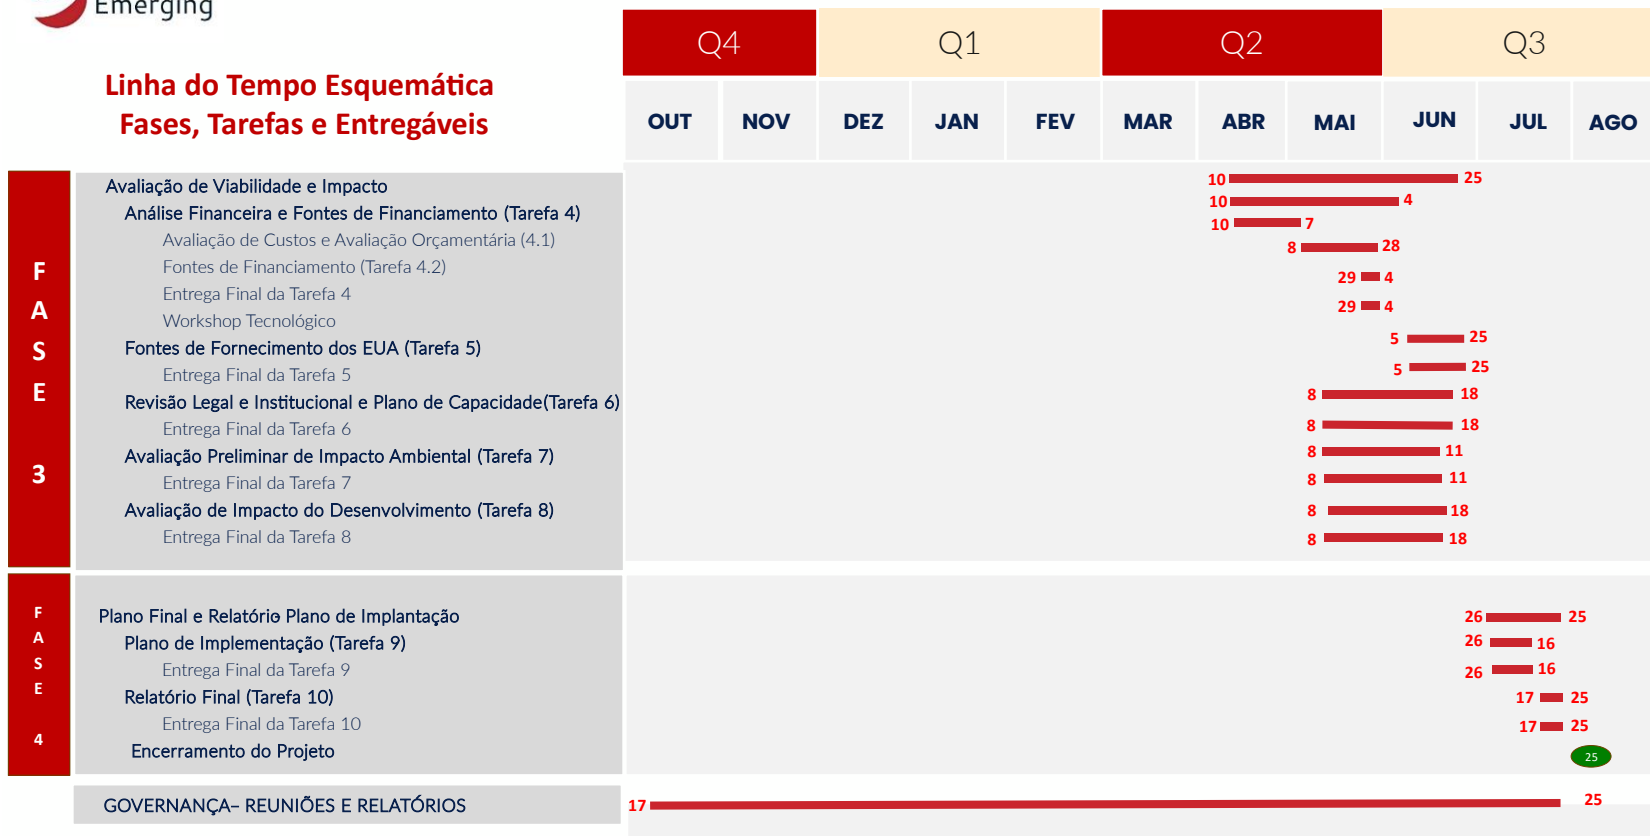 Emerging
Linha do Tempo Esquemática
Fases, Tarefas e Entregáveis
Q4 Q1 Q2 Q3
OUT NOV DEZ JAN FEV MAR ABR MAI JUN JUL AGO
FASE 3
Avaliação de Viabilidade e Impacto 10 25
Análise Financeira e Fontes de Financiamento (Tarefa 4) 10 4
Avaliação de Custos e Avaliação Orçamentária (4.1) 10 7
Fontes de Financiamento (Tarefa 4.2) 8 28
Entrega Final da Tarefa 4 29 4
Workshop Tecnológico 29 4
Fontes de Fornecimento dos EUA (Tarefa 5) 5 25
Entrega Final da Tarefa 5 5 25
Revisão Legal e Institucional e Plano de Capacidade(Tarefa 6) 8 18
Entrega Final da Tarefa 6 8 18
Avaliação Preliminar de Impacto Ambiental (Tarefa 7) 8 11
Entrega Final da Tarefa 7 8 11
Avaliação de Impacto do Desenvolvimento (Tarefa 8) 8 18
Entrega Final da Tarefa 8 8 18
FASE 4
Plano Final e Relatório Plano de Implantação 26 25
Plano de Implementação (Tarefa 9) 26 16
Entrega Final da Tarefa 9 26 16
Relatório Final (Tarefa 10) 17 25
Entrega Final da Tarefa 10 17 25
Encerramento do Projeto 25
GOVERNANÇA– REUNIÕES E RELATÓRIOS 17 25